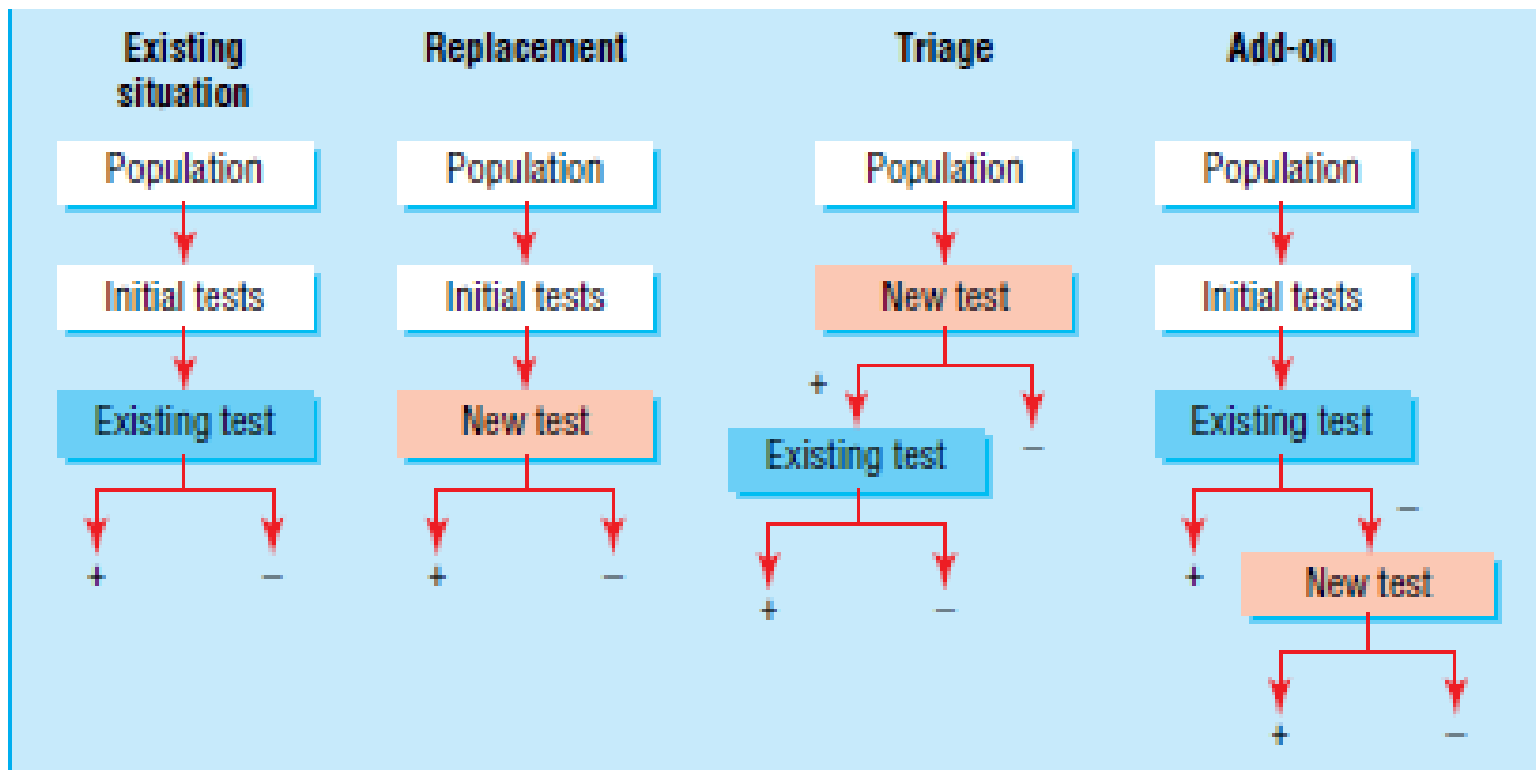 Existing
situation
Population
Initial tests
Existing test
+
–
Replacement
Population
Initial tests
New test
+
–
Triage
Population
New test
+
–
Existing test
+
–
Add-on
Population
Initial tests
Existing test
+
–
New test
+
–